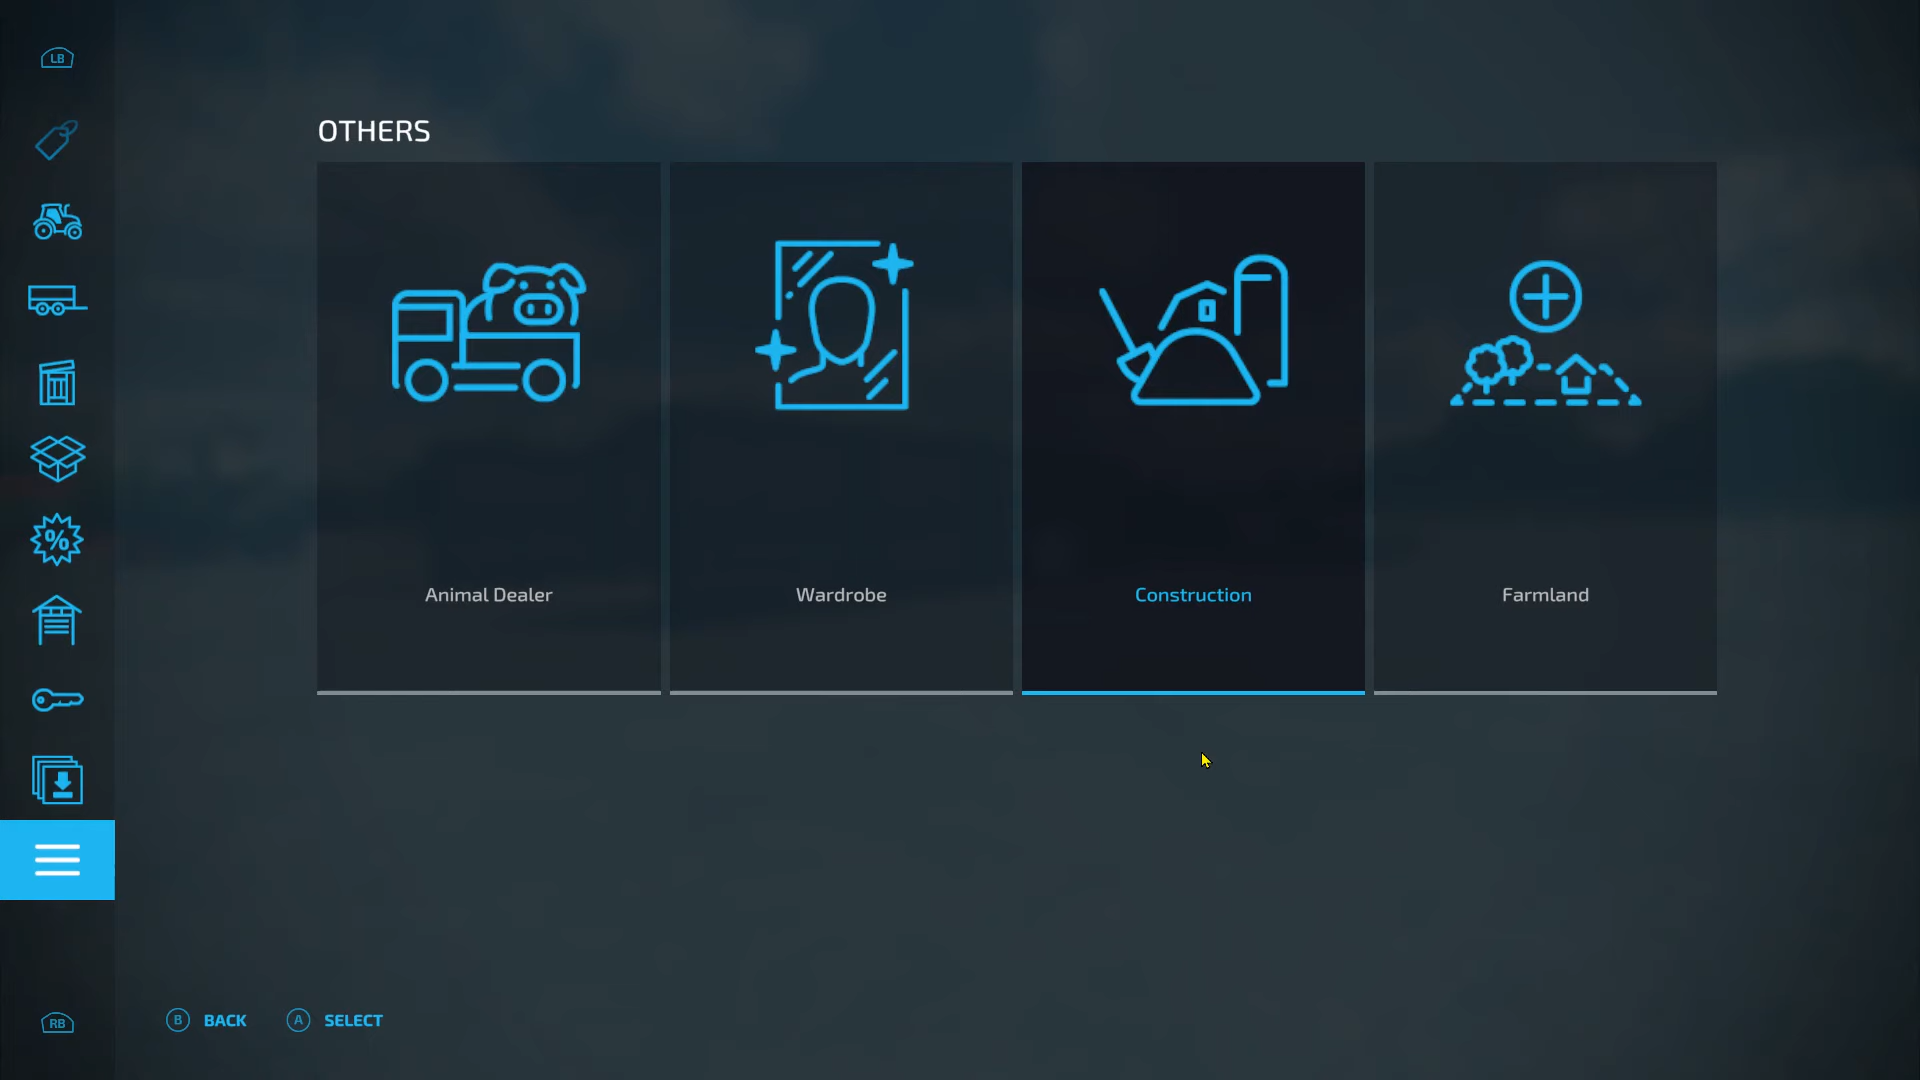 LB
OTHERS
%
Animal Dealer
Wardrobe
Construction
Farmland
RB
B BACK A SELECT